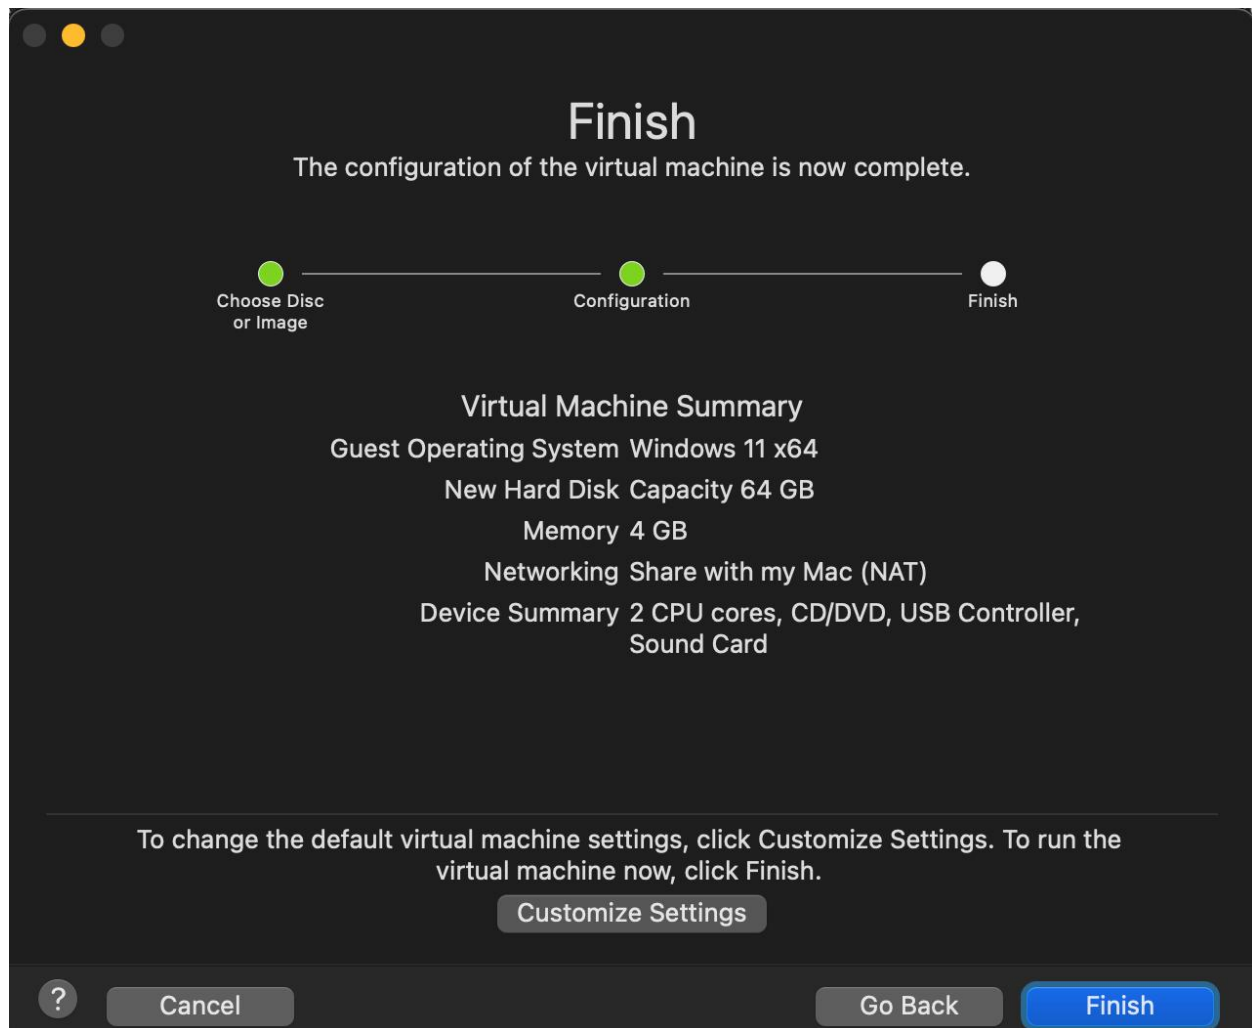 Finish
The configuration of the virtual machine is now complete.
Choose Disc
or Image
Configuration
Finish
Virtual Machine Summary
Guest Operating System Windows 11 x64
New Hard Disk Capacity 64 GB
Memory 4 GB
Networking Share with my Mac (NAT)
Device Summary 2 CPU cores, CD/DVD, USB Controller,
Sound Card
To change the default virtual machine settings, click Customize Settings. To run the
virtual machine now, click Finish.
Customize Settings
? Cancel Go Back Finish